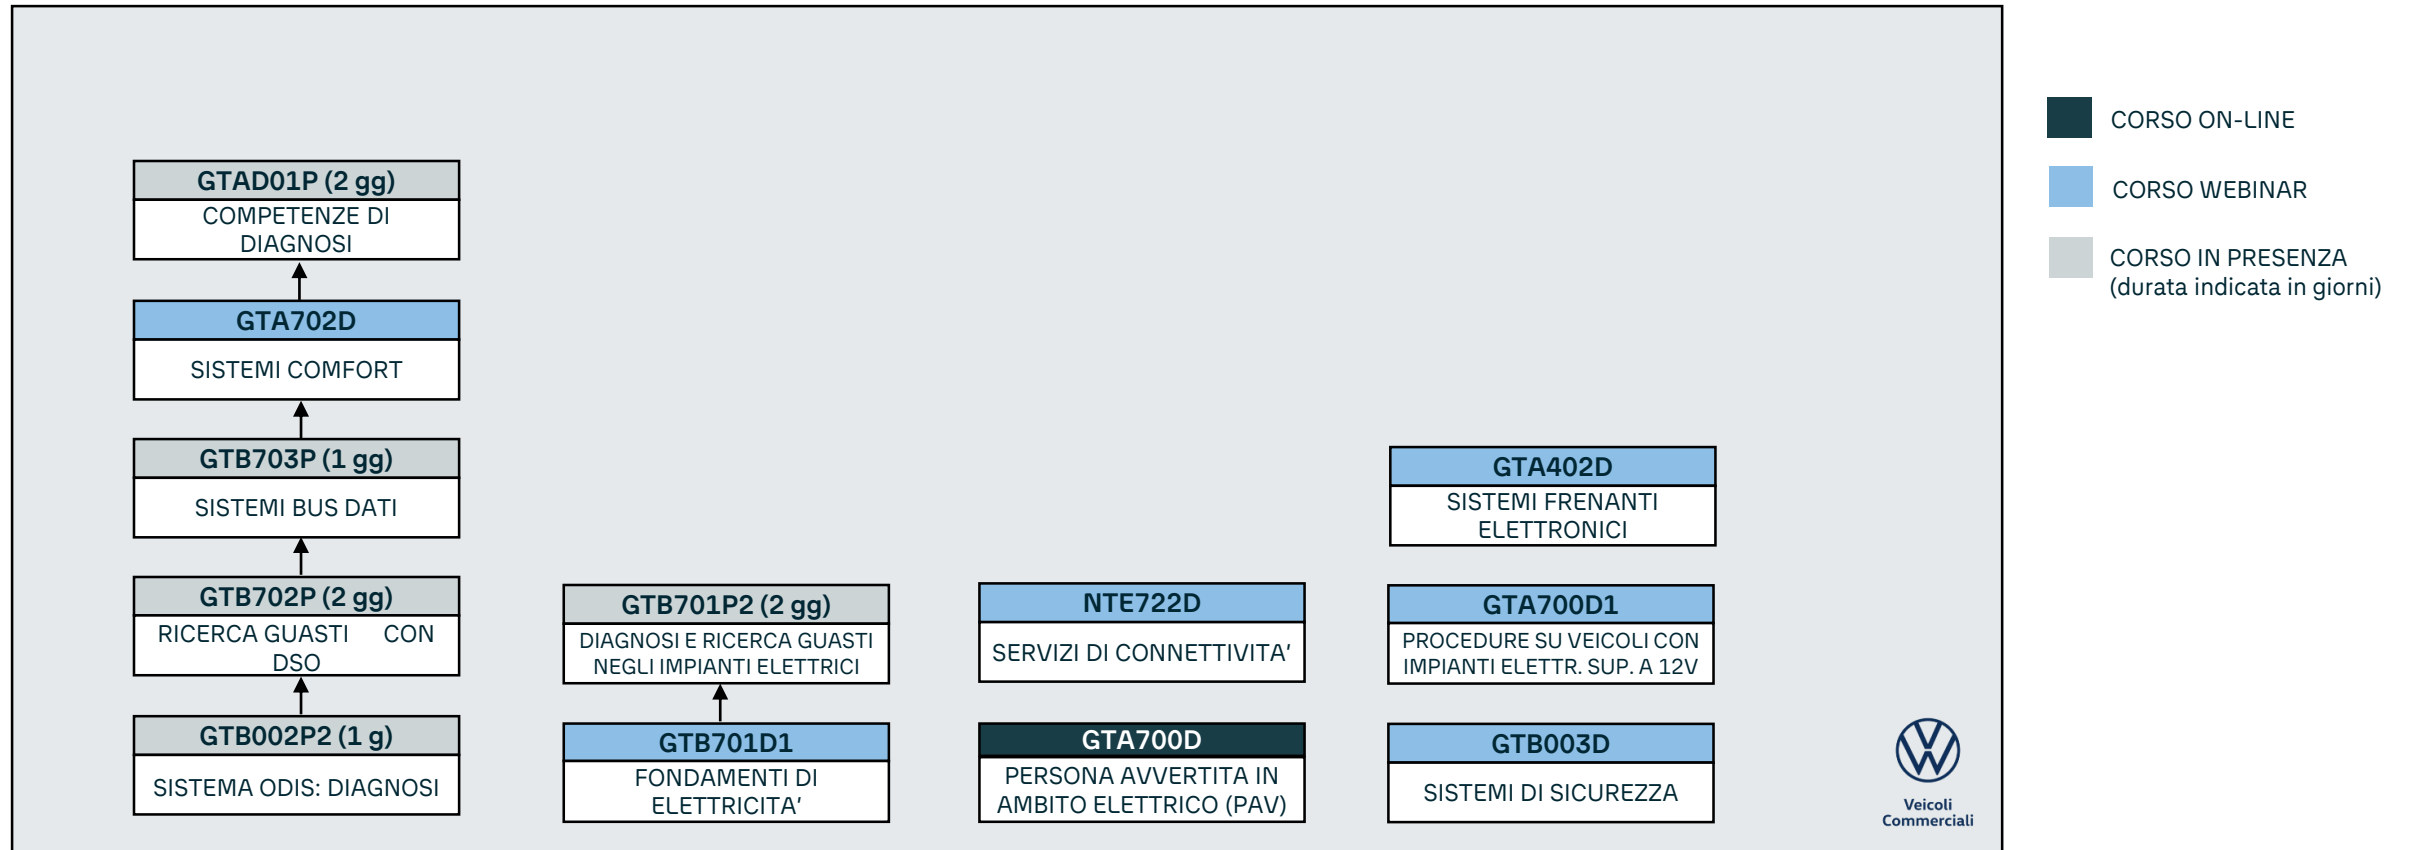 GTAD01P (2 gg)
COMPETENZE DI
DIAGNOSI
GTA702D
SISTEMI COMFORT
GTB703P (1 gg)
SISTEMI BUS DATI
GTB702P (2 gg)
RICERCA GUASTI CON
DSO
GTB002P2 (1 g)
SISTEMA ODIS: DIAGNOSI
GTB701P2 (2 gg)
DIAGNOSI E RICERCA GUASTI
NEGLI IMPIANTI ELETTRICI
GTB701D1
FONDAMENTI DI
ELETTRICITA'
NTE722D
SERVIZI DI CONNETTIVITA'
GTA700D
PERSONA AVVERTITA IN
AMBITO ELETTRICO (PAV)
GTA402D
SISTEMI FRENANTI
ELETTRONICI
GTA700D1
PROCEDURE SU VEICOLI CON
IMPIANTI ELETTR. SUP. A 12V
GTB003D
SISTEMI DI SICUREZZA
Veicoli
Commerciali
CORSO ON-LINE
CORSO WEBINAR
CORSO IN PRESENZA
(durata indicata in giorni)